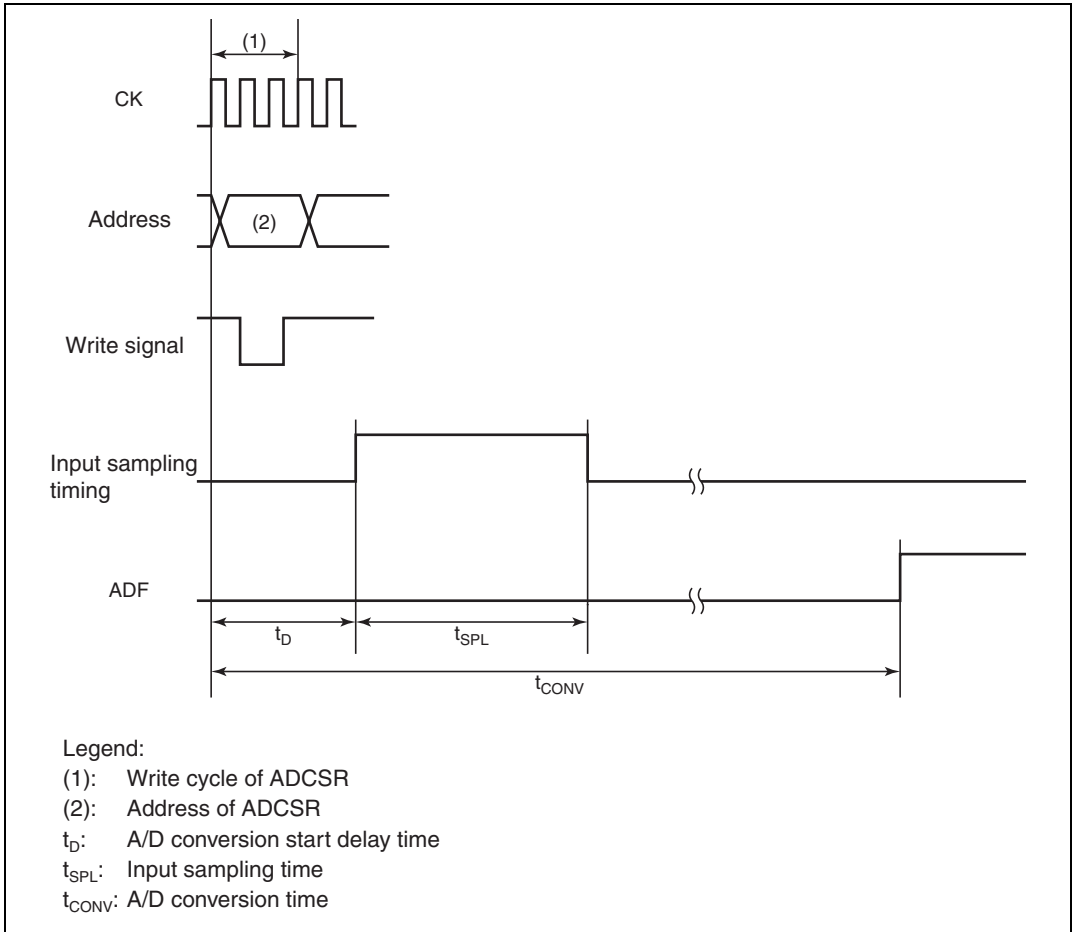 (1)
CK
Address
(2)
Write signal
Input sampling
timing
ADF
tD
tSPL
tCONV
Legend:
(1): Write cycle of ADCSR
(2): Address of ADCSR
tD: A/D conversion start delay time
tSPL: Input sampling time
tCONV: A/D conversion time